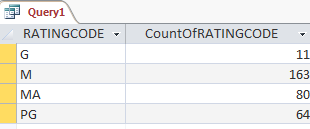 Query1
RATINGCODE CountOfRATINGCODE
G 11
M 163
MA 80
PG 64